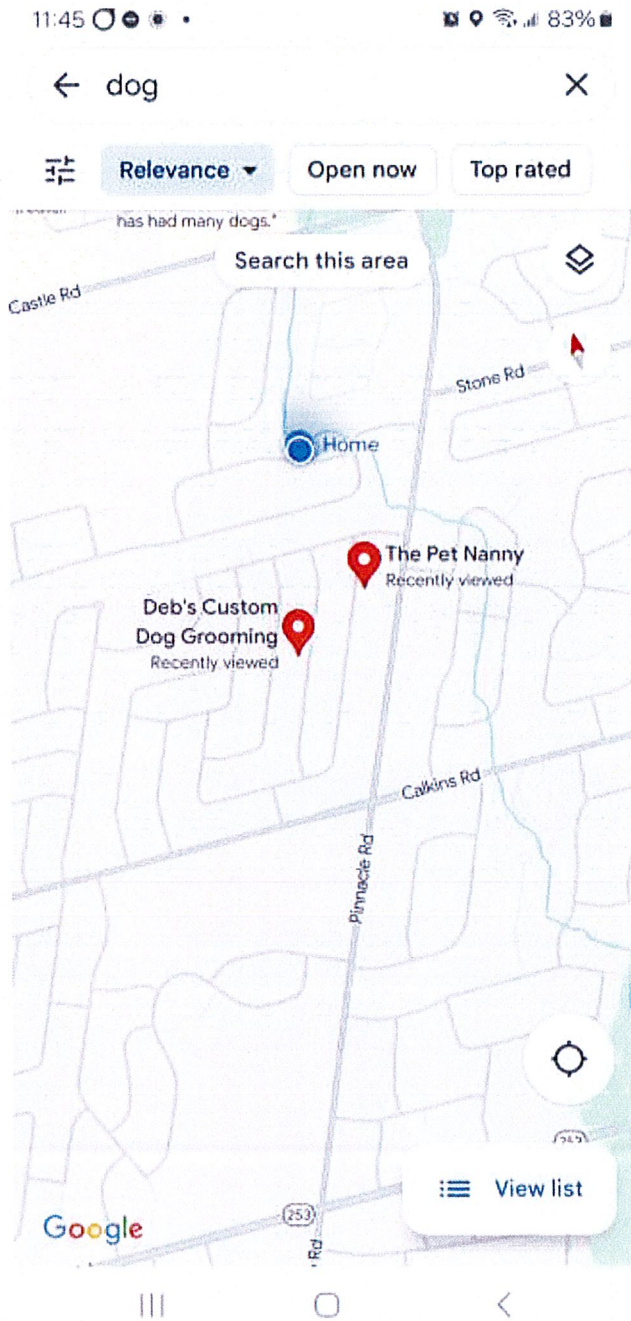 11:45
83%
dog
Relevance
Open now
Top rated
has had many dogs."
Search this area
Castle Rd
Stone Rd
Home
The Pet Nanny
Recently viewed
Deb's Custom
Dog Grooming
Recently viewed
Calkins Rd
Pinnacle Rd
View list
253
Google
Rd